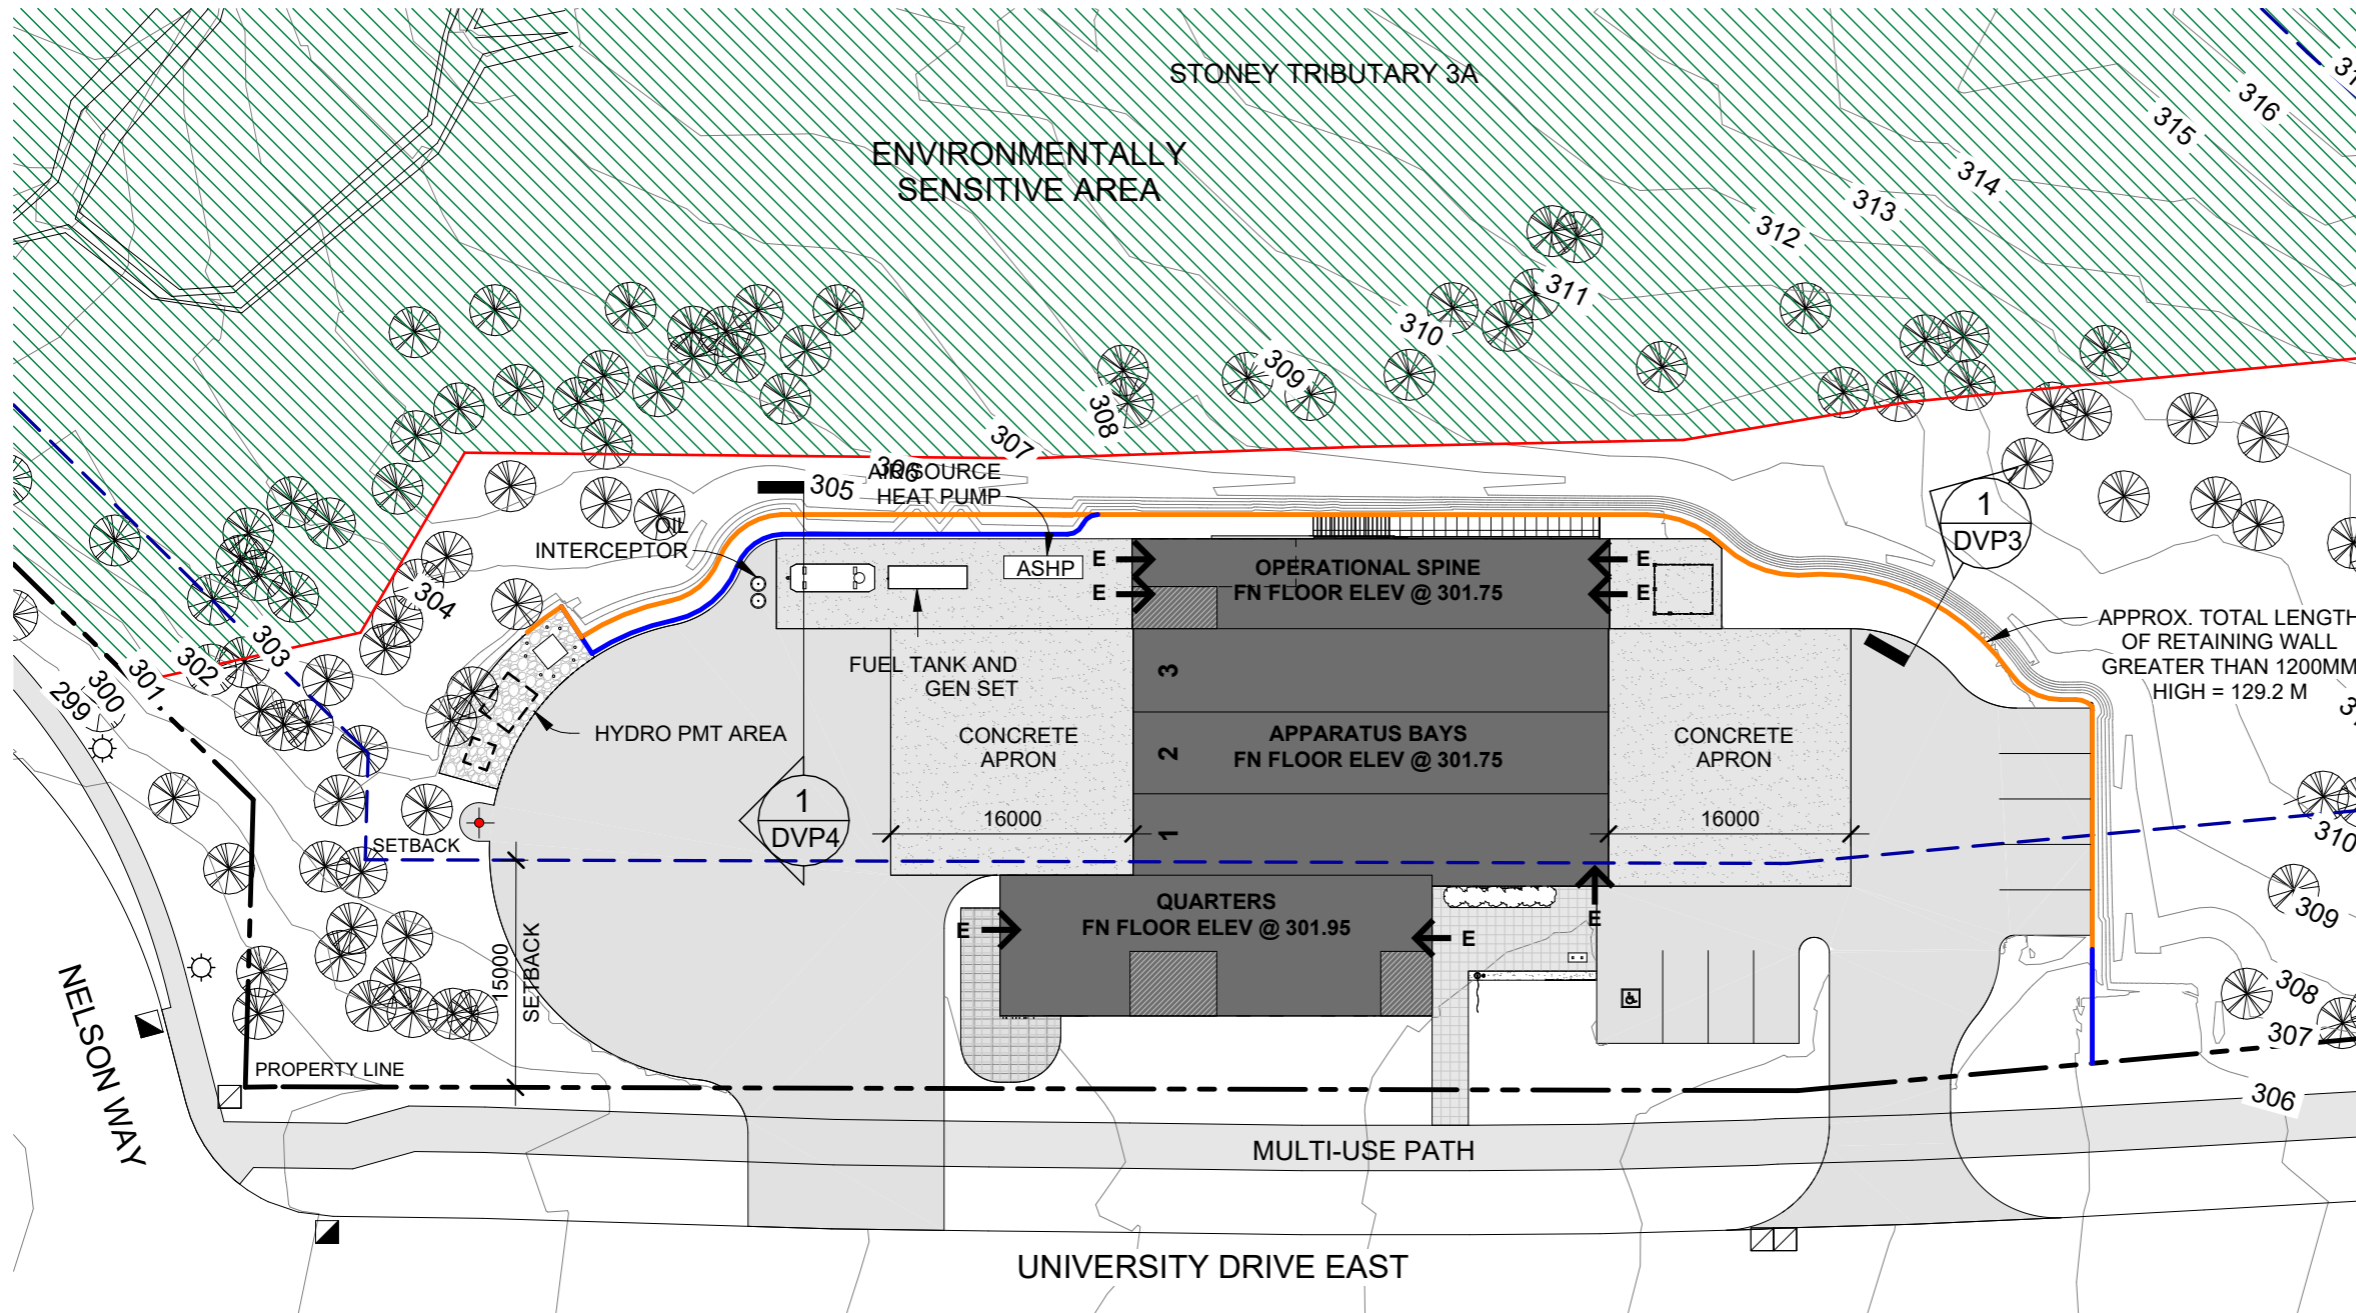 STONEY TRIBUTARY 3A
ENVIRONMENTALLY
SENSITIVE AREA
316
315
314
313
312
311
310
309
308
307
306
305
304
303
302
301
300
299
AIR SOURCE
HEAT PUMP
OIL
INTERCEPTOR
ASHP
E
E
OPERATIONAL SPINE
FN FLOOR ELEV @ 301.75
E
E
1
DVP3
APPROX. TOTAL LENGTH
OF RETAINING WALL
GREATER THAN 1200MM
HIGH = 129.2 M
FUEL TANK AND
GEN SET
HYDRO PMT AREA
CONCRETE
APRON
3
2
1
APPARATUS BAYS
FN FLOOR ELEV @ 301.75
CONCRETE
APRON
1
DVP4
16000
16000
SETBACK
310
309
308
307
306
QUARTERS
FN FLOOR ELEV @ 301.95
E
E
E
15000
SETBACK
PROPERTY LINE
NELSON WAY
MULTI-USE PATH
UNIVERSITY DRIVE EAST